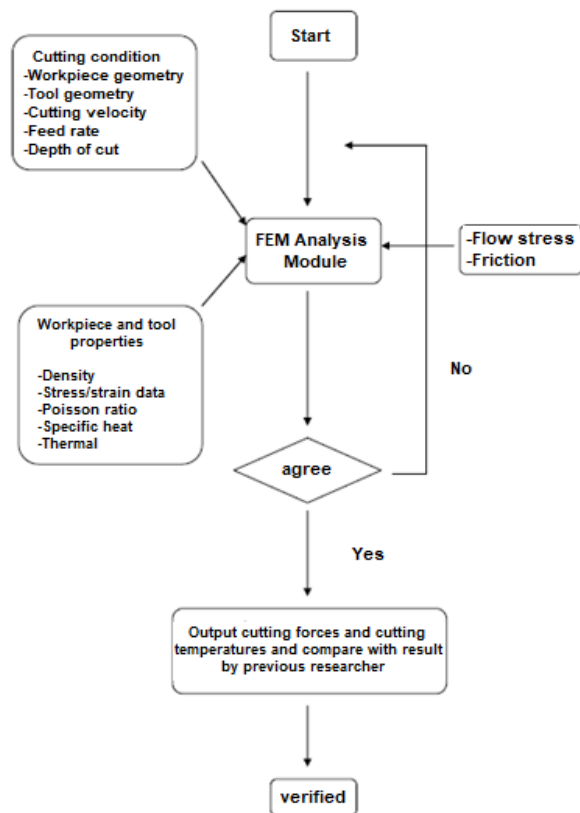 Start
Cutting condition
-Workpiece geometry
-Tool geometry
-Cutting velocity
-Feed rate
-Depth of cut
FEM Analysis
Module
-Flow stress
-Friction
Workpiece and tool
properties
-Density
-Stress/strain data
-Poisson ratio
-Specific heat
-Thermal
No
agree
Yes
Output cutting forces and cutting
temperatures and compare with result
by previous researcher
verified